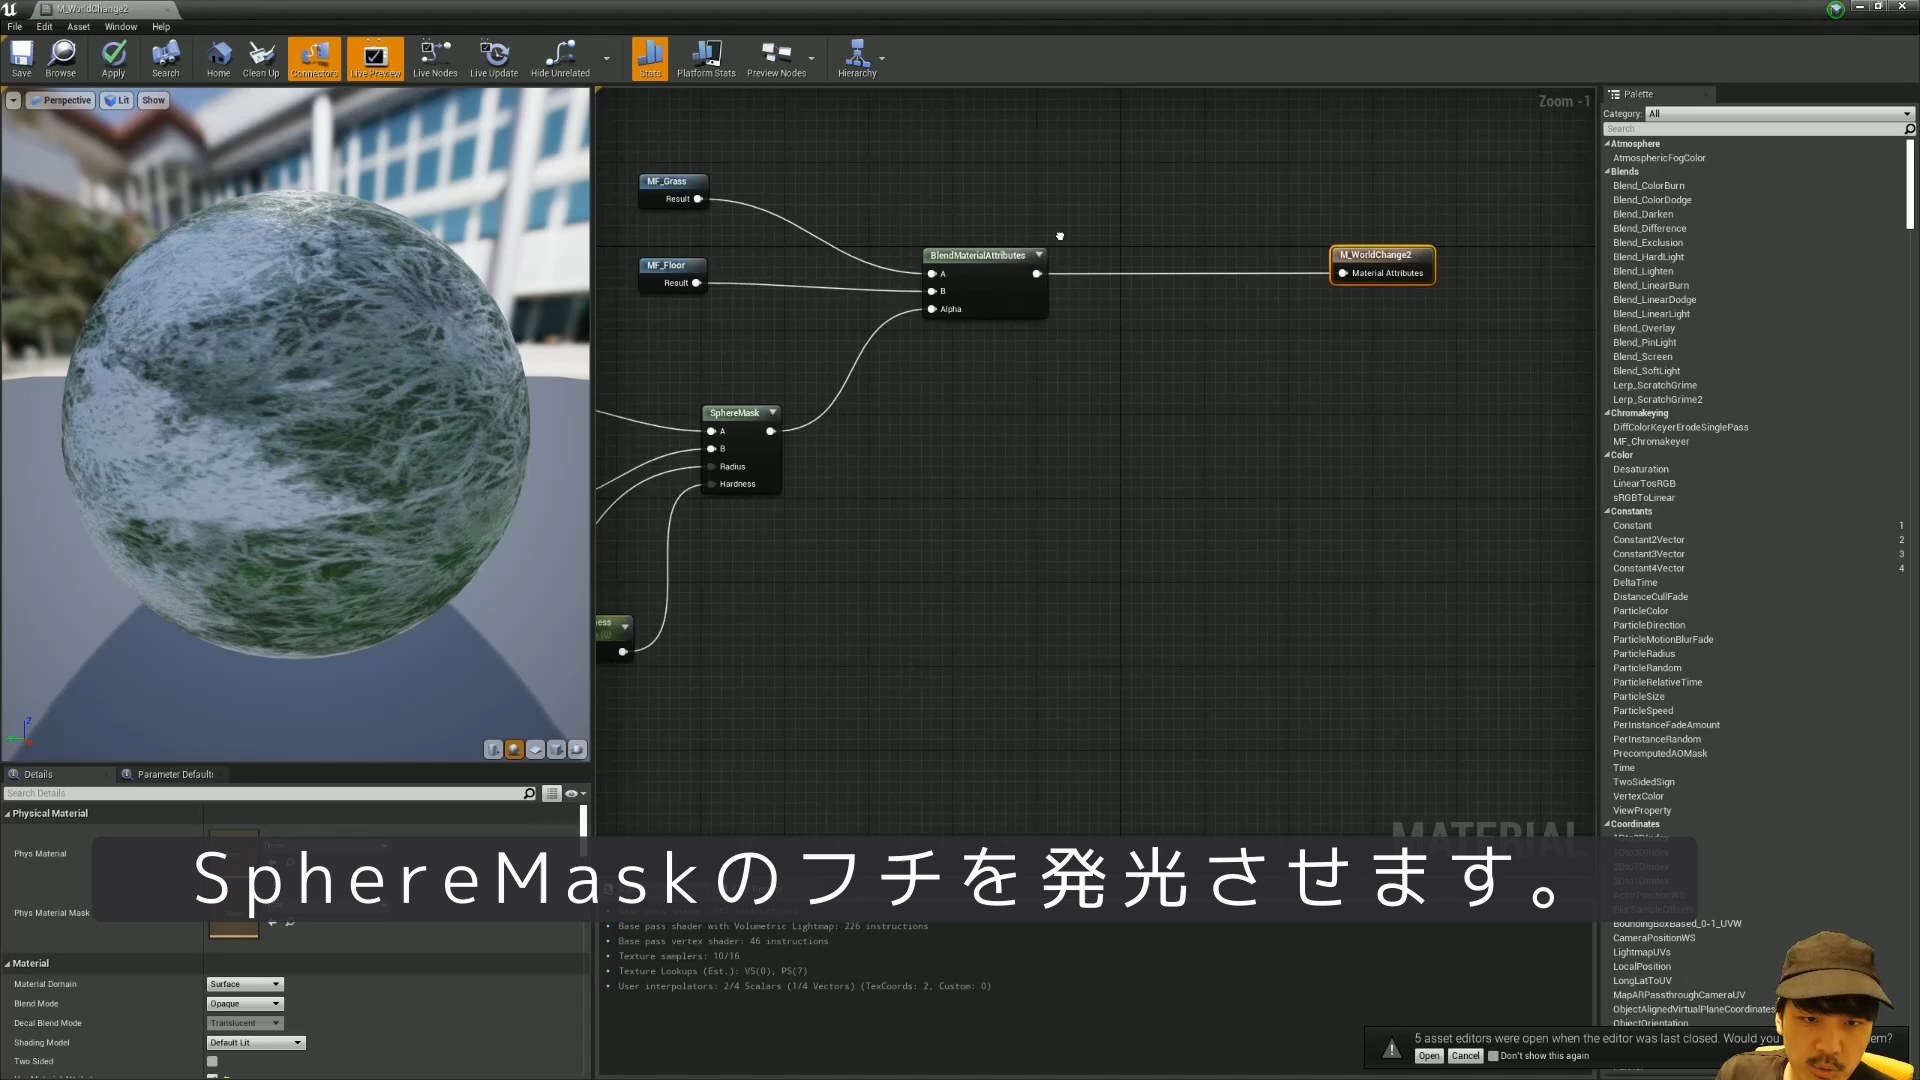 M_WorldChange2
File Edit Asset Window Help
Save Browse Apply Search Home Clean Up Connectors Live Preview Live Nodes Live Update Hide Unrelated Stats Platform Stats Preview Nodes Hierarchy
Perspective Lit Show
Zoom -1
MF_Grass
Result
MF_Floor
Result
BlendMaterialAttributes
A
B
Alpha
M_WorldChange2
Material Attributes
SphereMask
A
B
Radius
Hardness
ess
(0)
MATERIAL
Palette
Category: All
Search
Atmosphere
AtmosphericFogColor
Blends
Blend_ColorBurn
Blend_ColorDodge
Blend_Darken
Blend_Difference
Blend_Exclusion
Blend_HardLight
Blend_Lighten
Blend_LinearBurn
Blend_LinearDodge
Blend_LinearLight
Blend_Overlay
Blend_PinLight
Blend_Screen
Blend_SoftLight
Lerp_ScratchGrime
Lerp_ScratchGrime2
Chromakeying
DiffColorKeyerErodeSinglePass
MF_Chromakeyer
Color
Desaturation
LinearTosRGB
sRGBToLinear
Constants
Constant 1
Constant2Vector 2
Constant3Vector 3
Constant4Vector 4
DeltaTime
DistanceCullFade
ParticleColor
ParticleDirection
ParticleMotionBlurFade
ParticleRadius
ParticleRandom
ParticleRelativeTime
ParticleSize
ParticleSpeed
PerInstanceFadeAmount
PerInstanceRandom
PrecomputedAOMask
Time
TwoSidedSign
VertexColor
ViewProperty
Coordinates
1Dto2DIndex
1Dto3DIndex
2Dto1DIndex
3Dto1DIndex
ActorPositionWS
BlurSampleOffsets
BoundingBoxBased_0-1_UVW
CameraPositionWS
LightmapUVs
LocalPosition
LongLatToUV
MapARPassthroughCameraUV
ObjectAlignedVirtualPlaneCoordinates
ObjectOrientation
Details Parameter Defaults
Search Details
Physical Material
Phys Material
Phys Material Mask
Material
Material Domain Surface
Blend Mode Opaque
Decal Blend Mode Translucent
Shading Model Default Lit
Two Sided
SphereMaskのフチを発光させます。
Base pass shader with Volumetric Lightmap: 226 instructions
Base pass vertex shader: 46 instructions
Texture samplers: 10/16
Texture Lookups (Est.): VS(0), PS(7)
User interpolators: 2/4 Scalars (1/4 Vectors) (TexCoords: 2, Custom: 0)
5 asset editors were open when the editor was last closed. Would you
em?
Open Cancel Don't show this again